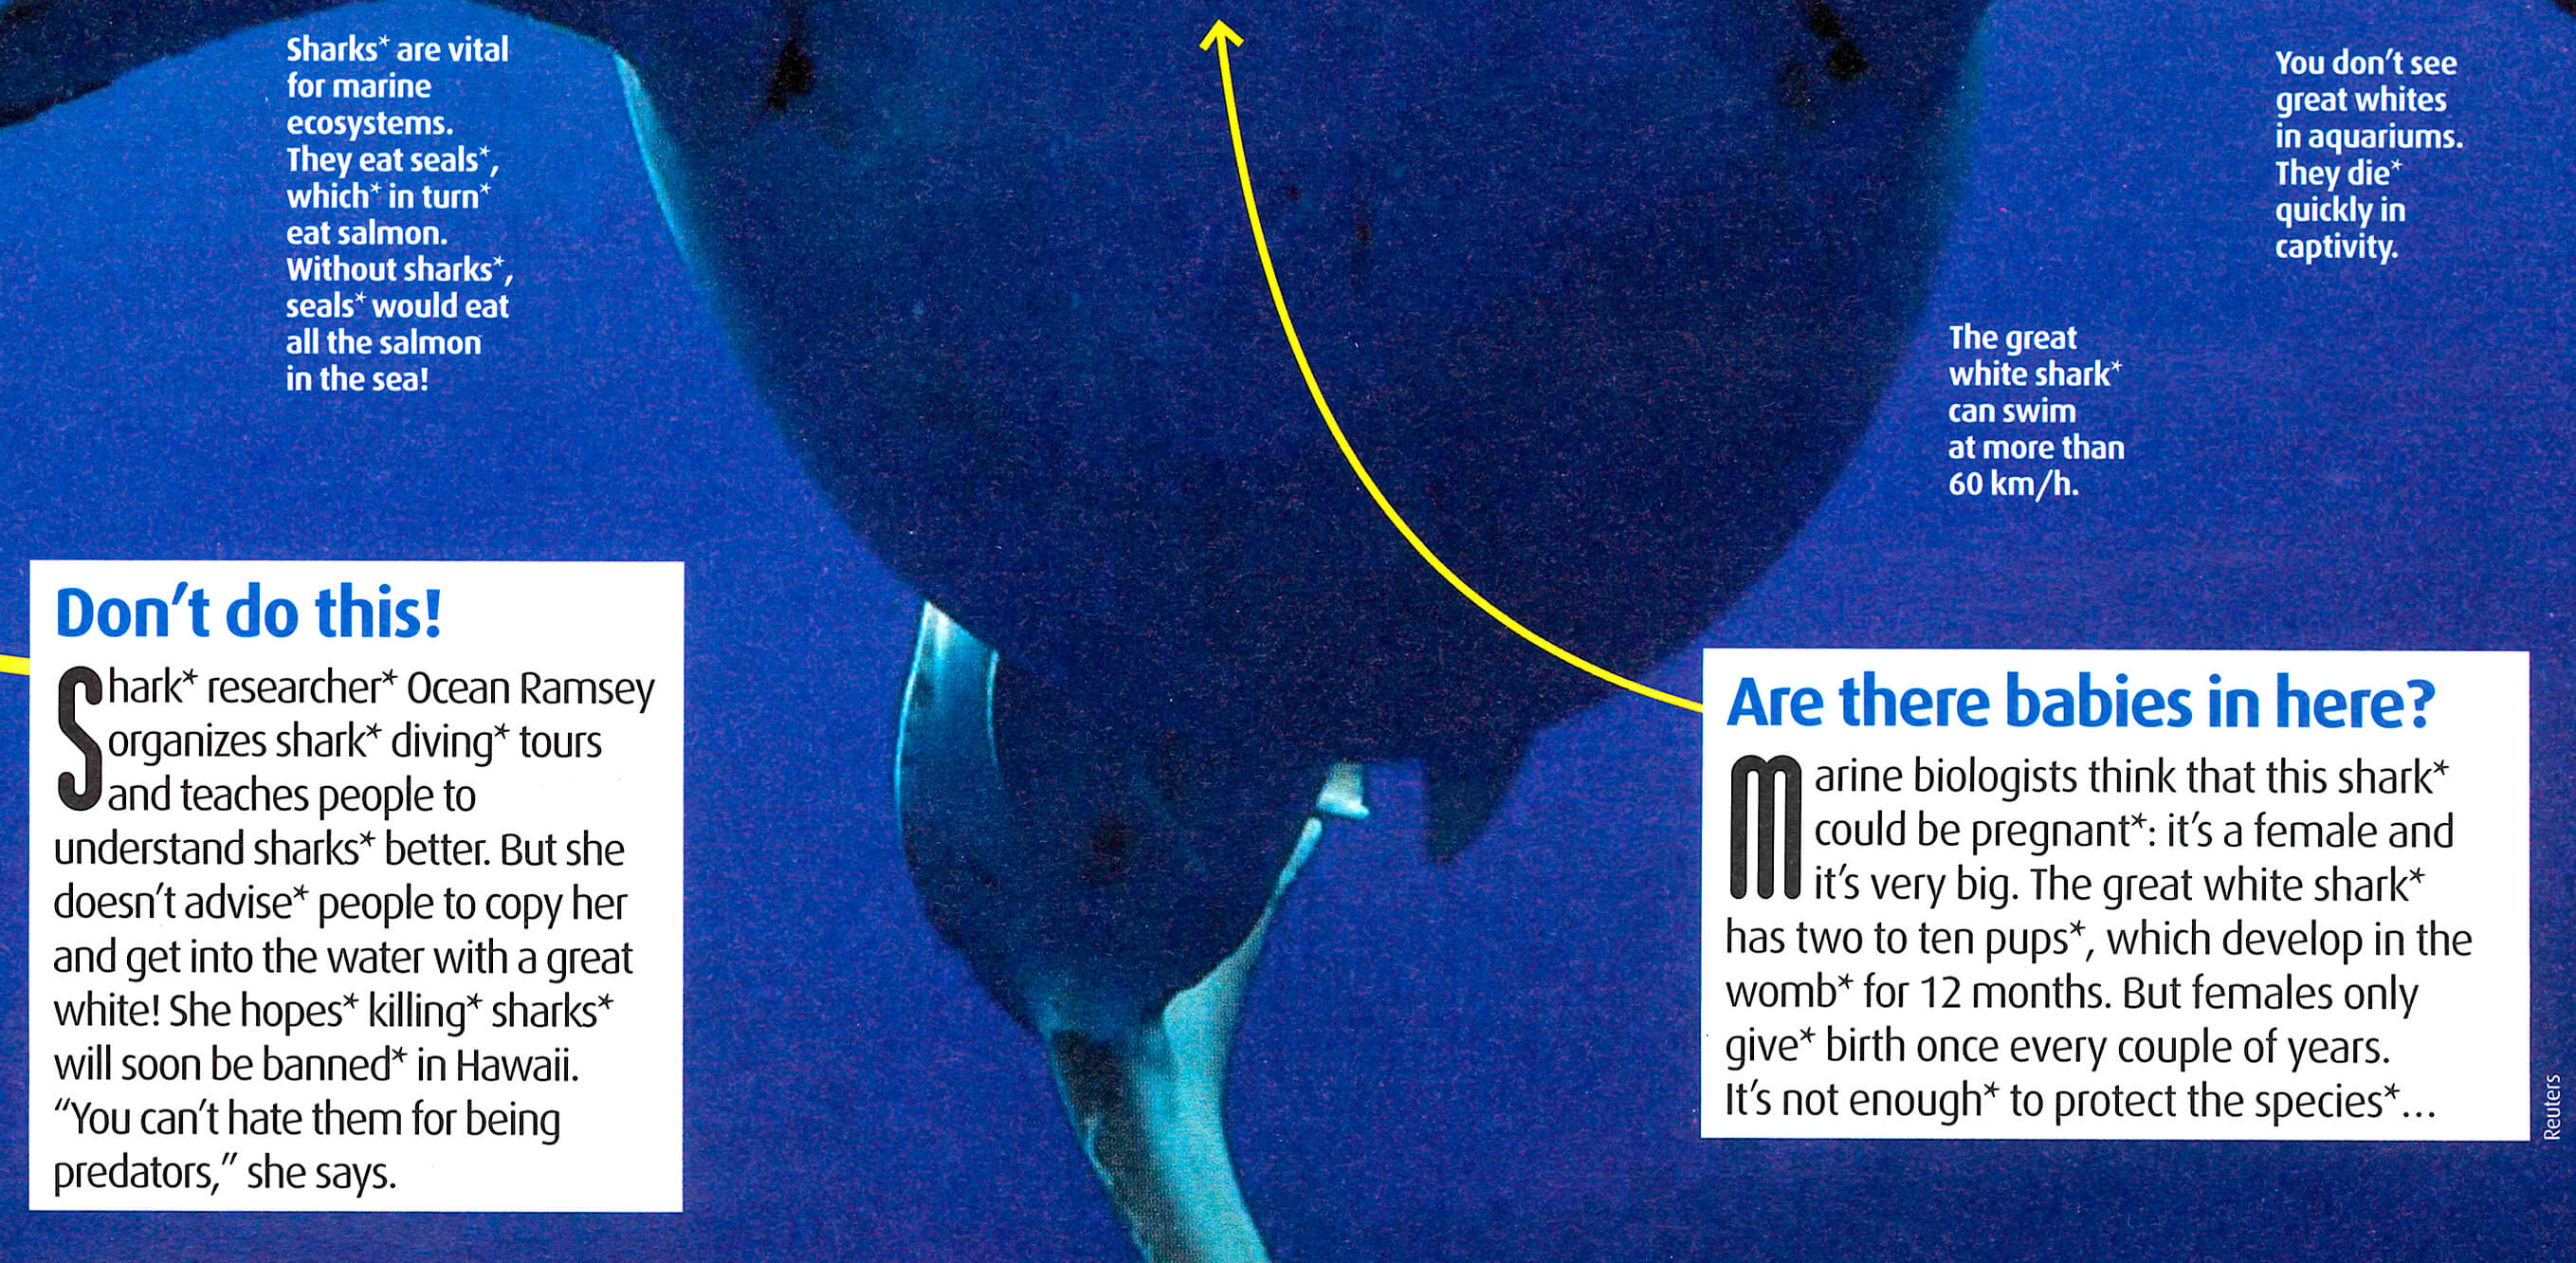 Sharks* are vital
for marine
ecosystems.
They eat seals*,
which* in turn*
eat salmon.
Without sharks*,
seals* would eat
all the salmon
in the sea!
You don't see
great whites
in aquariums.
They die*
quickly in
captivity.
The great
white shark*
can swim
at more than
60 km/h.
Don't do this!
Shark* researcher* Ocean Ramsey
organizes shark* diving* tours
and teaches people to
understand sharks* better. But she
doesn't advise* people to copy her
and get into the water with a great
white! She hopes* killing* sharks*
will soon be banned* in Hawaii.
"You can't hate them for being
predators," she says.
Are there babies in here?
Marine biologists think that this shark*
could be pregnant*: it's a female and
it's very big. The great white shark*
has two to ten pups*, which develop in the
womb* for 12 months. But females only
give* birth once every couple of years.
It's not enough* to protect the species*...
Reuters